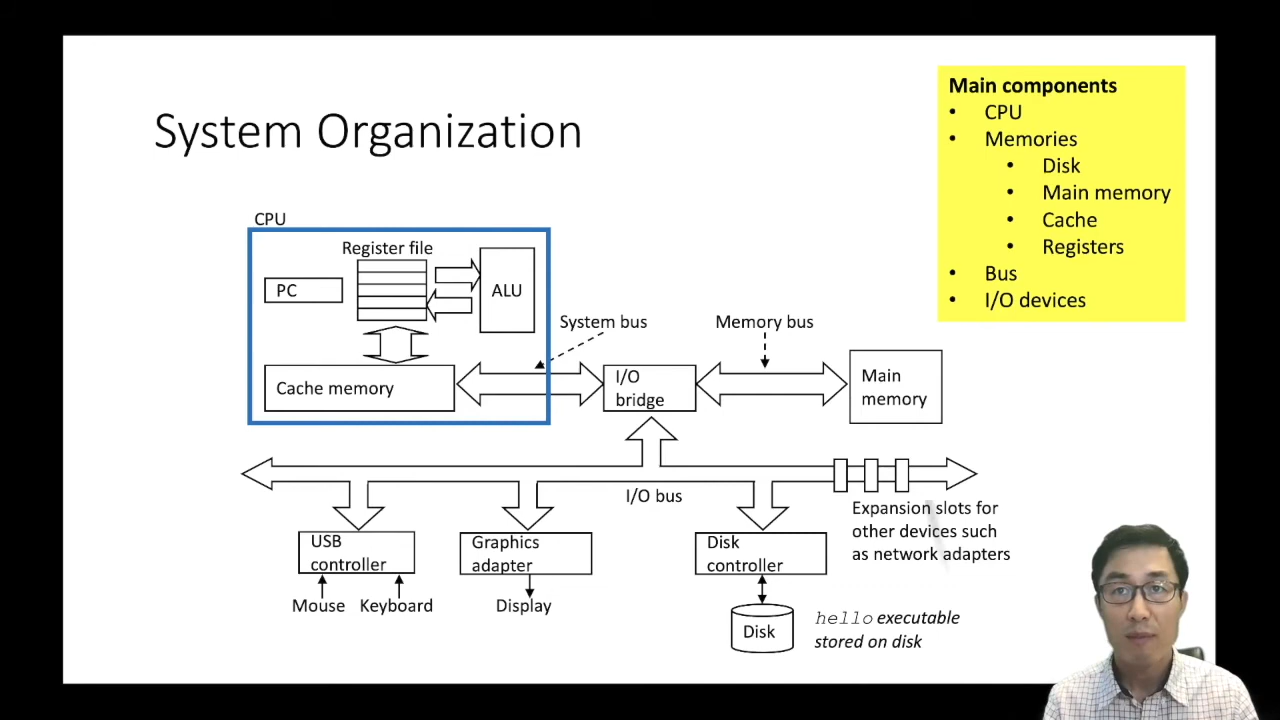 System Organization
Main components
• CPU
• Memories
• Disk
• Main memory
• Cache
• Registers
• Bus
• I/O devices
CPU
Register file
PC
ALU
Cache memory
System bus
Memory bus
I/O
bridge
Main
memory
I/O bus
Expansion slots for
other devices such
as network adapters
USB
controller
Graphics
adapter
Disk
controller
Mouse
Keyboard
Display
Disk
hello executable
stored on disk